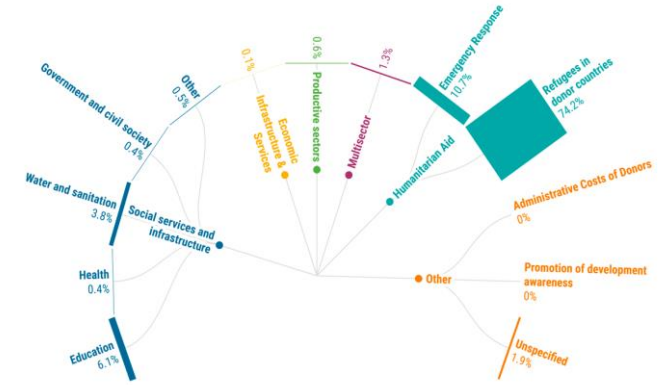 Education
6.1%
Health
0.4%
Water and sanitation
3.8%
Government and civil society
0.4%
Other
0.5%
Social services and
infrastructure
0.1%
Economic
Infrastructure &
Services
0.6%
Productive sectors
1.3%
Multisector
Emergency Response
10.7%
Refugees in
donor countries
74.2%
Humanitarian Aid
Administrative Costs of Donors
0%
Other
Promotion of development
awareness
0%
Unspecified
1.9%